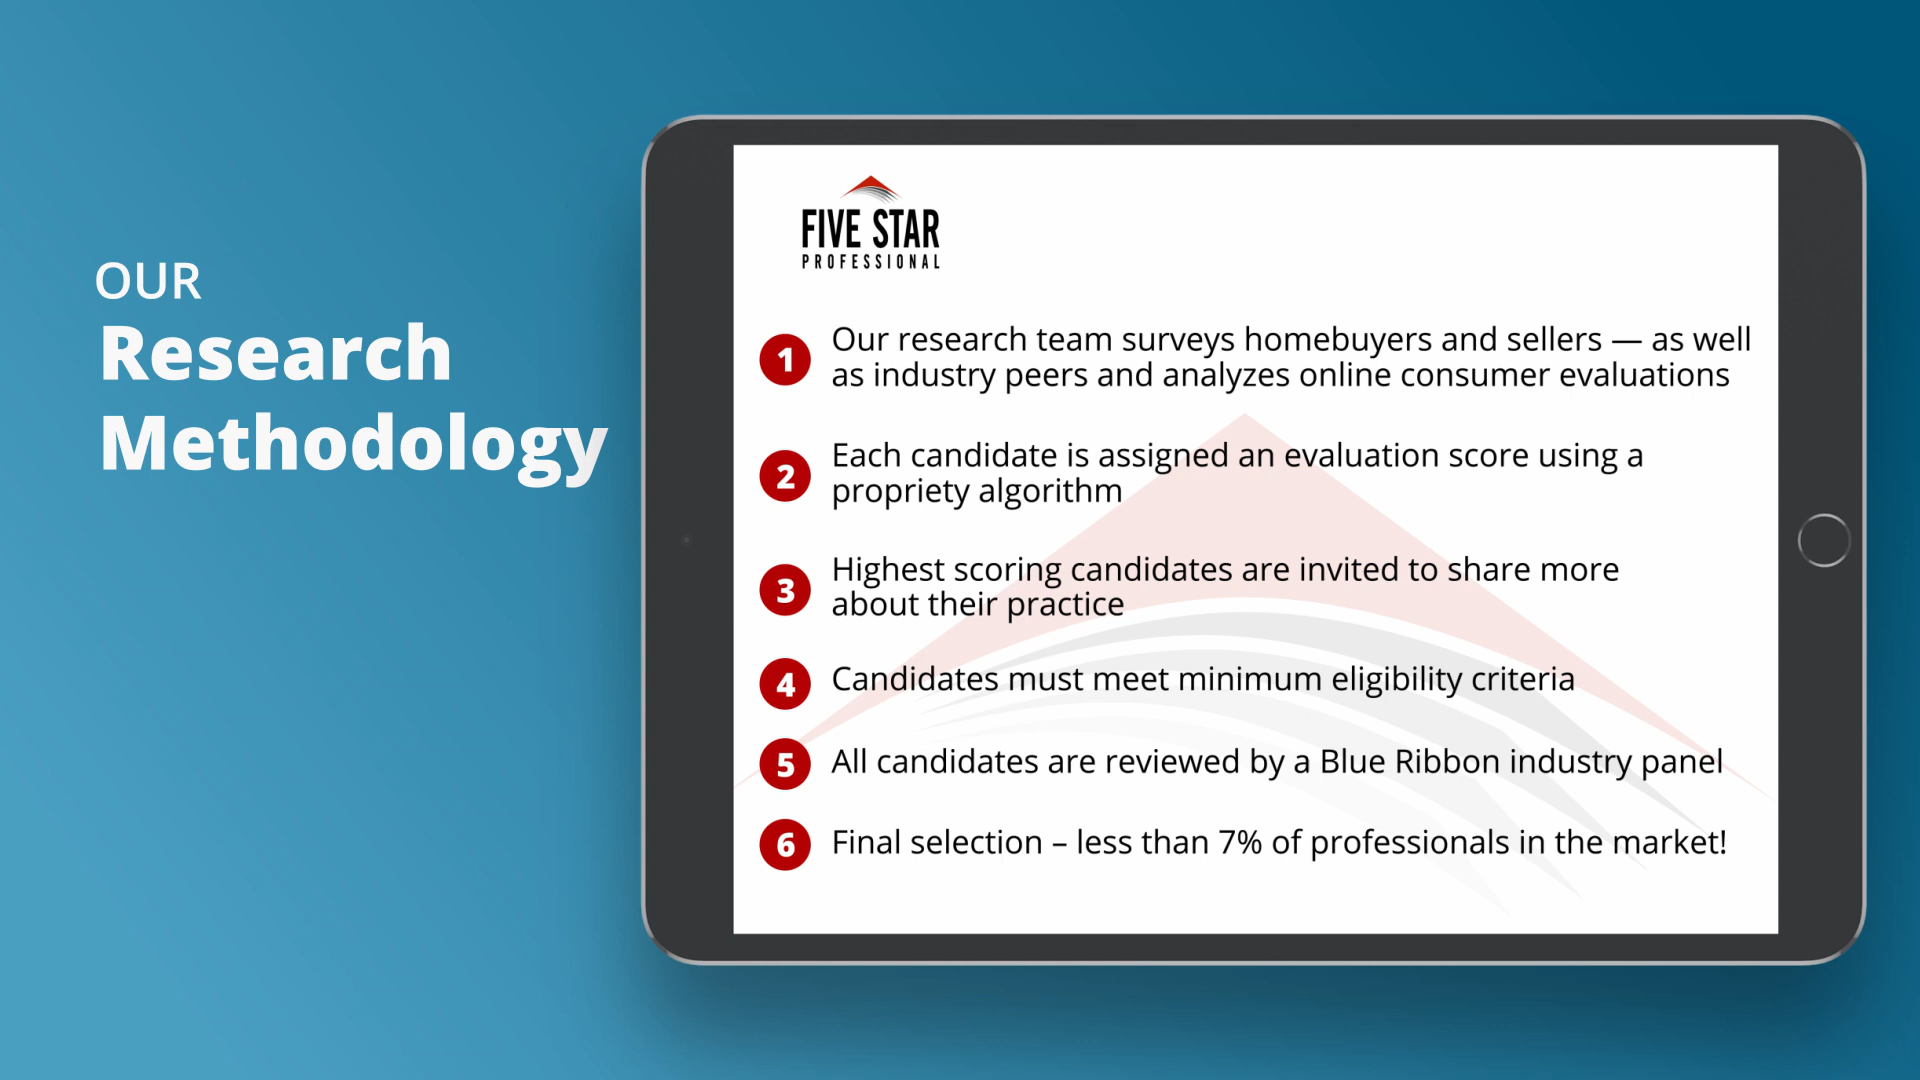 OUR
Research
Methodology
FIVE STAR
PROFESSIONAL
1 Our research team surveys homebuyers and sellers — as well
as industry peers and analyzes online consumer evaluations
2 Each candidate is assigned an evaluation score using a
propriety algorithm
3 Highest scoring candidates are invited to share more
about their practice
4 Candidates must meet minimum eligibility criteria
5 All candidates are reviewed by a Blue Ribbon industry panel
6 Final selection – less than 7% of professionals in the market!